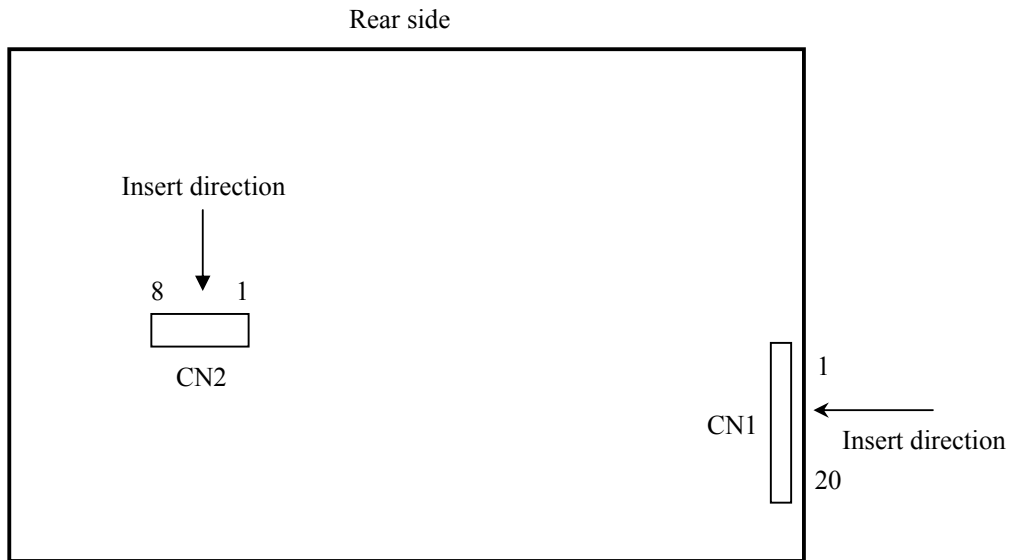 Rear side
Insert direction
8 1
CN2
1
CN1
Insert direction
20